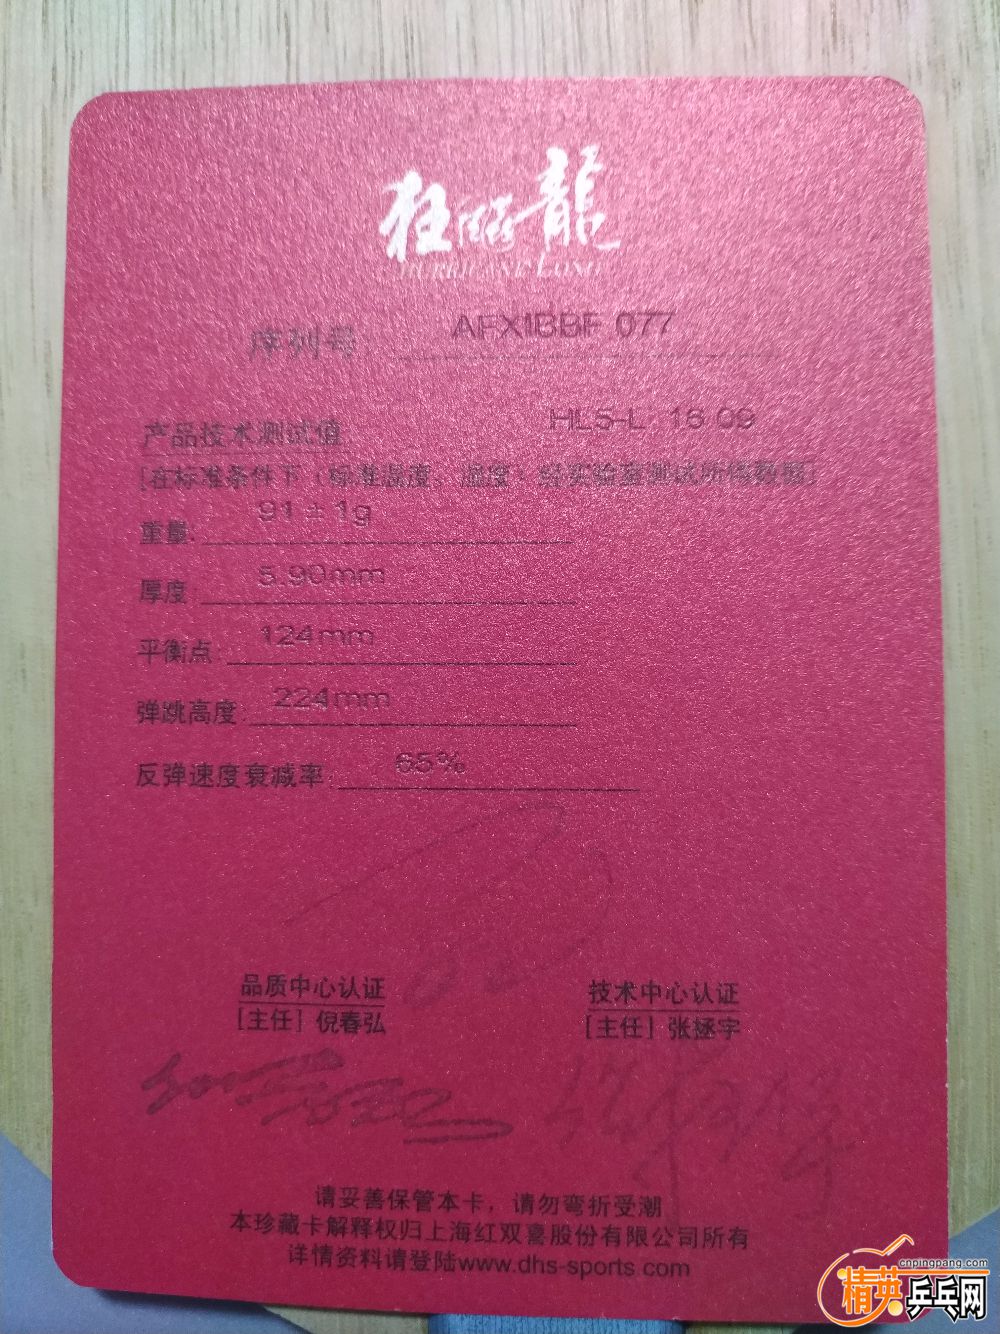 狂飚龍
HURRICANE LONG
序列号: AFXIBBF 077
HL5-L 16 09
产品技术测试值
[在标准条件下(标准温度、湿度)经实验室测试所得数据]
重量: 91±1g
厚度: 5.90mm
平衡点: 124mm
弹跳高度: 224mm
反弹速度衰减率: 65%
品质中心认证 技术中心认证
[主任] 倪春弘 [主任] 张拯宇
请妥善保管本卡，请勿弯折受潮
本珍藏卡解释权归上海红双喜股份有限公司所有
详情资料请登陆www.dhs-sports.com
cnpingpang.com
精英乒乓网